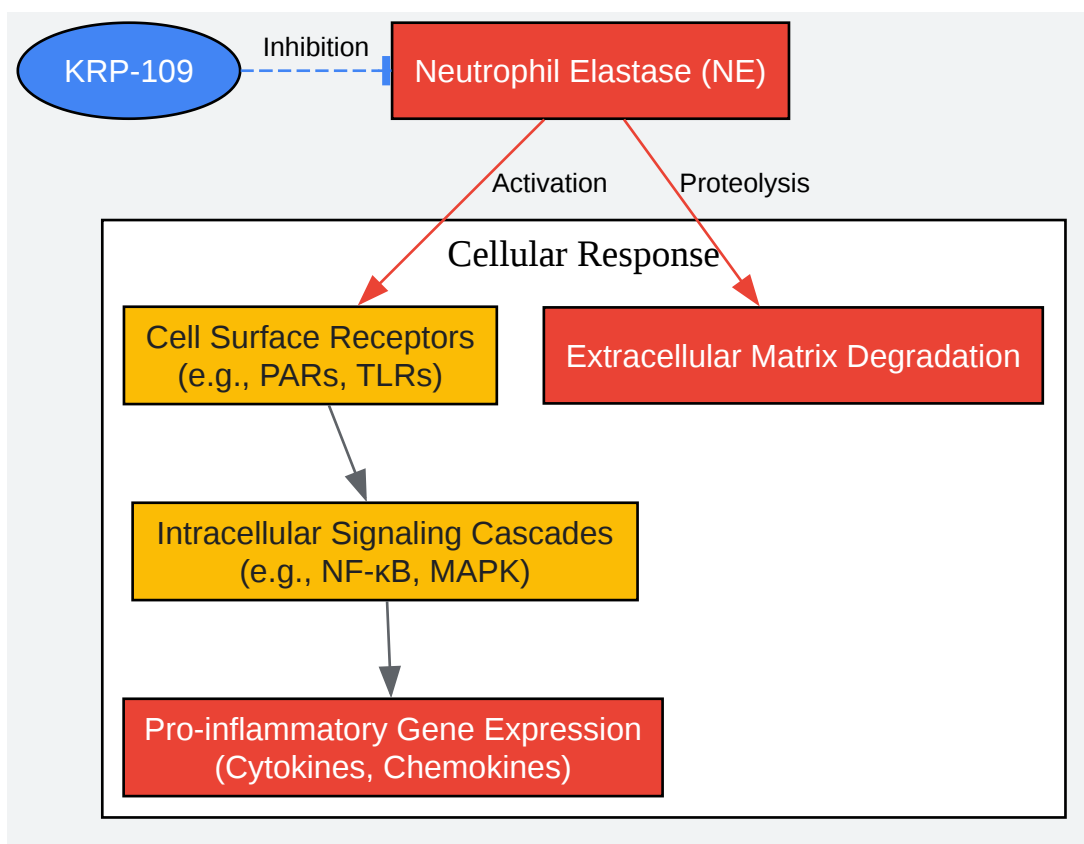 KRP-109
Inhibition
Neutrophil Elastase (NE)
Activation
Proteolysis
Cellular Response
Cell Surface Receptors
(e.g., PARs, TLRs)
Extracellular Matrix Degradation
Intracellular Signaling Cascades
(e.g., NF-κB, MAPK)
Pro-inflammatory Gene Expression
(Cytokines, Chemokines)